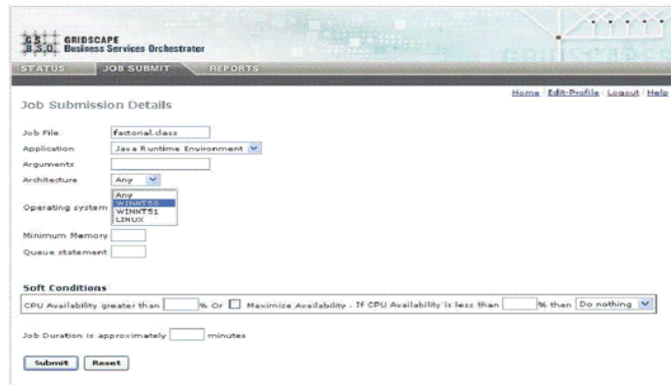 G S GRIDSCAPE
B S O Business Services Orchestrator
GRIDSCAPE
STATUS JOB SUBMIT REPORTS
Home | Edit-Profile | Logout | Help
Job Submission Details
Job File factorial.class
Application Java Runtime Environment
Arguments
Architecture Any
Operating system Any
WINNT50
WINNT51
LINUX
Minimum Memory
Queue statement
Soft Conditions
CPU Availability greater than % Or Maximize Availability . If CPU Availability is less than % then Do nothing
Job Duration is approximately minutes
Submit Reset